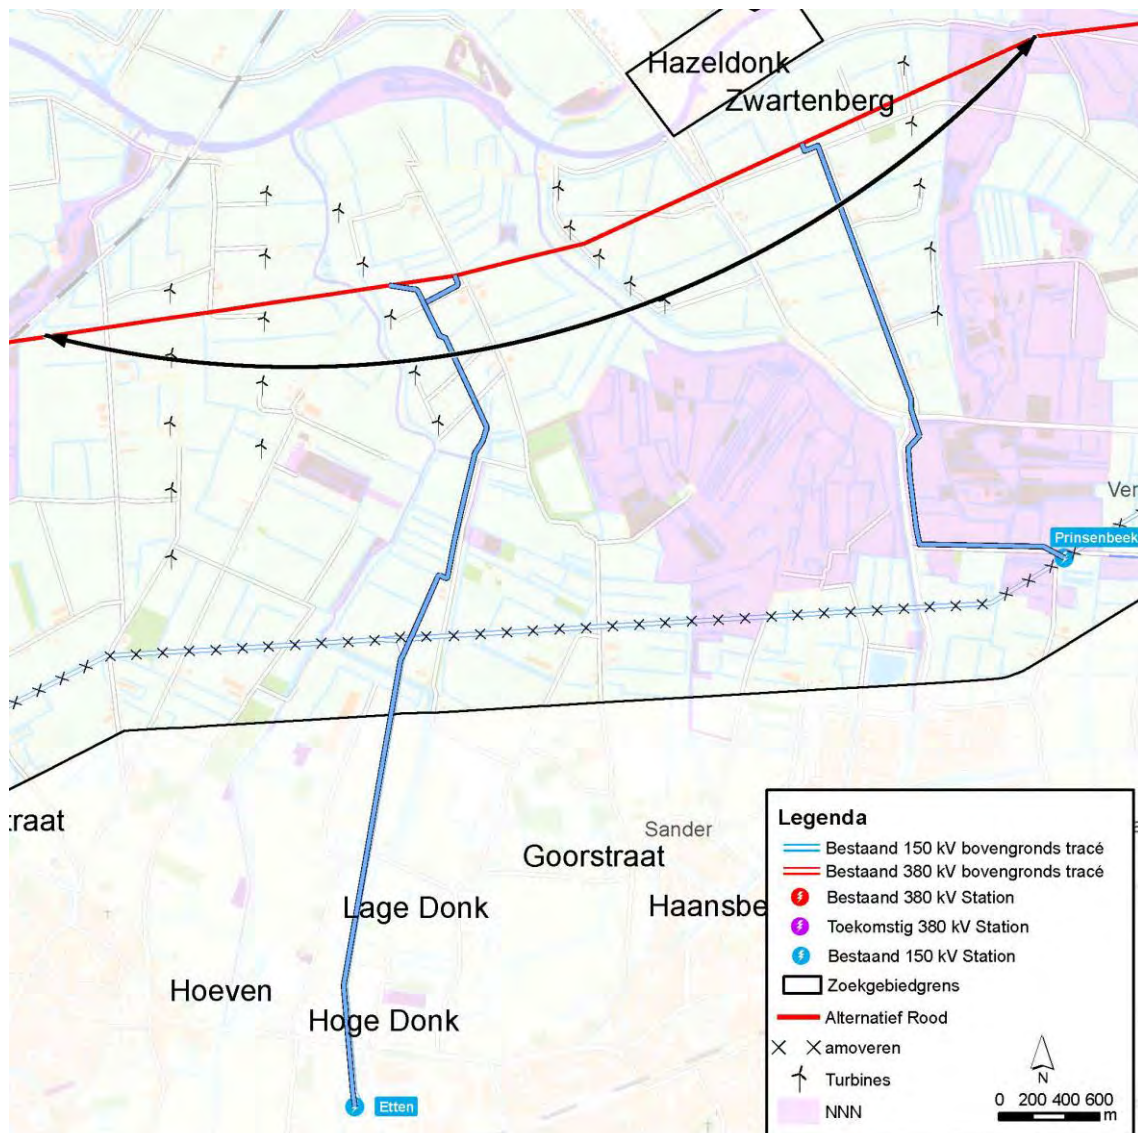 Hazeldonk
Zwartenberg
Ver
Prinsenbeek
traat
Sander
Goorstraat
Lage Donk
Haansbe
Hoeven
Hoge Donk
Etten
Legenda
Bestaand 150 kV bovengronds tracé
Bestaand 380 kV bovengronds tracé
Bestaand 380 kV Station
Toekomstig 380 kV Station
Bestaand 150 kV Station
Zoekgebiedgrens
Alternatief Rood
amoveren
Turbines
NNN
N
0 200 400 600
m